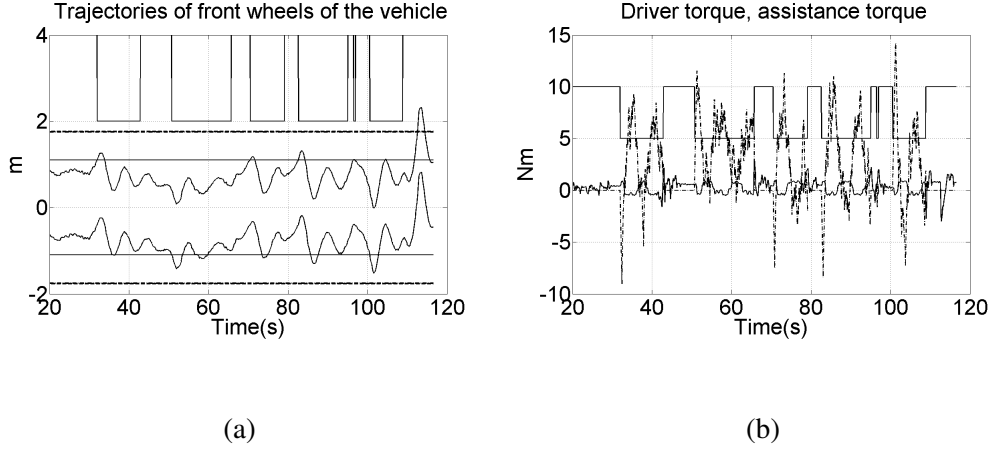 Trajectories of front wheels of the vehicle
4
2
0
-2
m
20 40 60 80 100 120
Time(s)
(a)
Driver torque, assistance torque
15
10
5
0
-5
-10
Nm
20 40 60 80 100 120
Time(s)
(b)